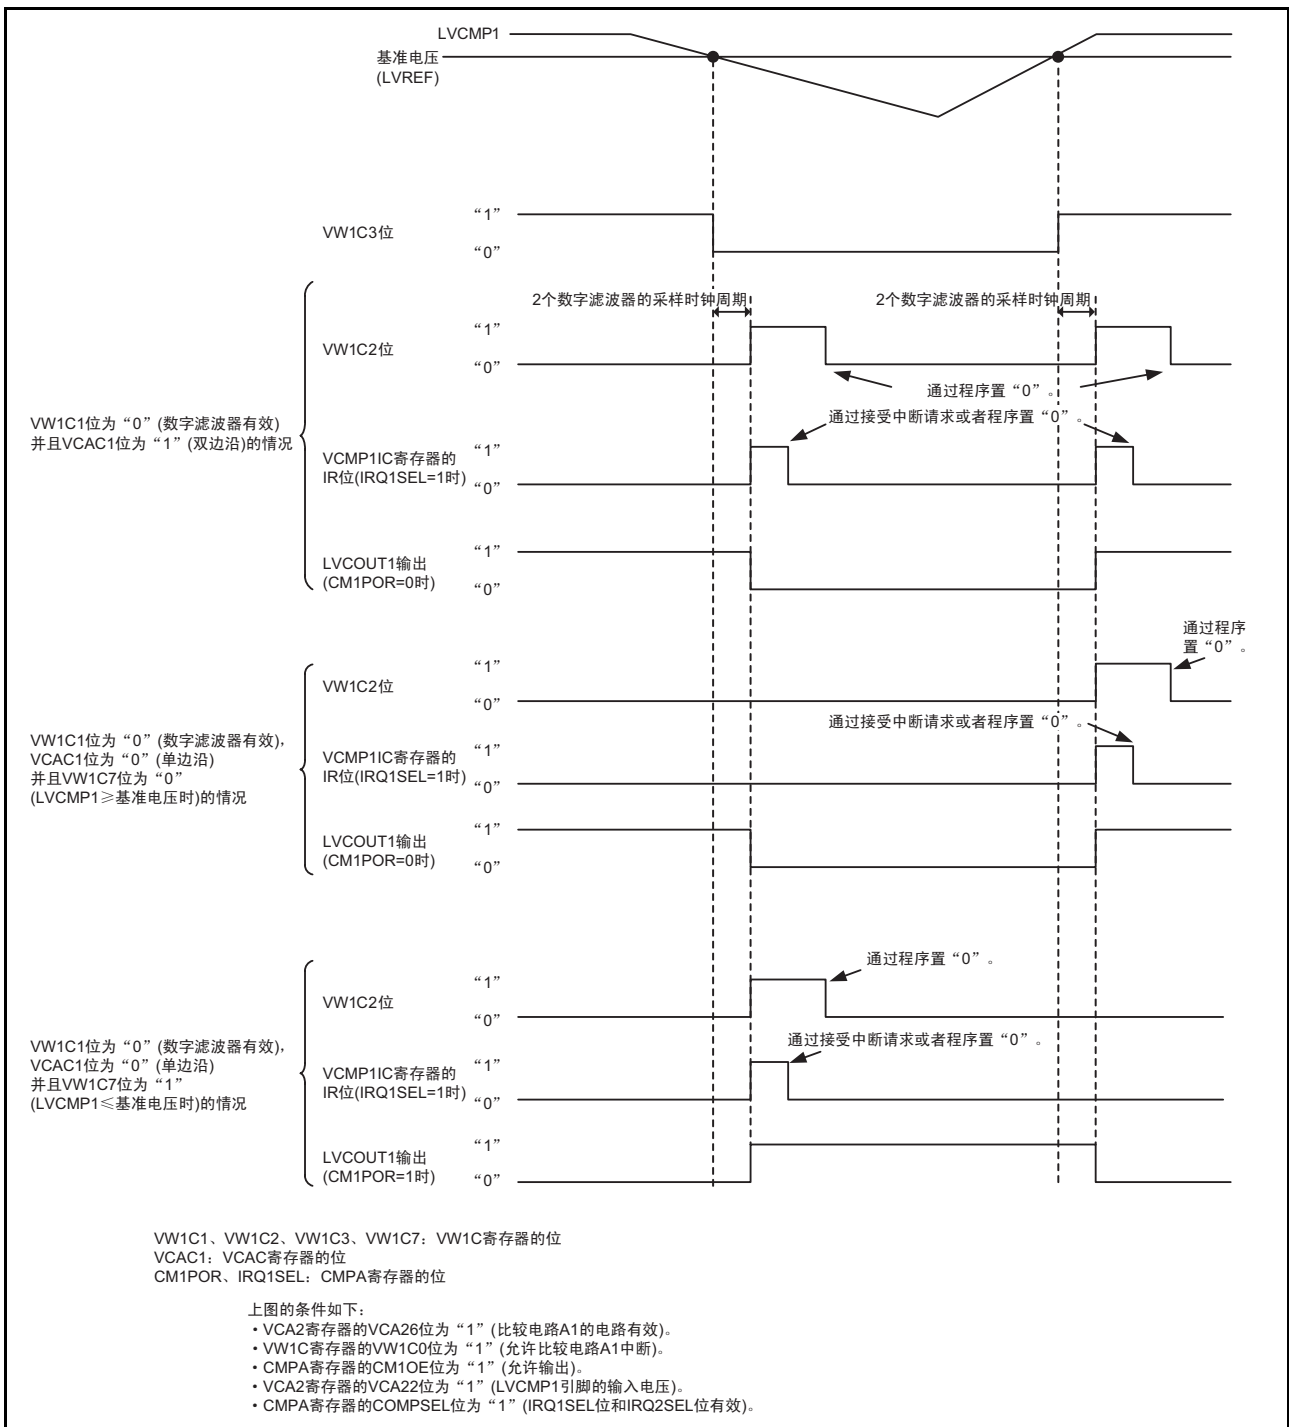 LVCMP1
基准电压
(LVREF)
VW1C3位
“1”
“0”
2个数字滤波器的采样时钟周期
2个数字滤波器的采样时钟周期
VW1C2位
“1”
“0”
通过程序置“0”。
VW1C1位为“0”(数字滤波器有效)
并且VCAC1位为“1”(双边沿)的情况
通过接受中断请求或者程序置“0”。
VCMP1IC寄存器的
IR位(IRQ1SEL=1时)
“1”
“0”
LVCOUT1输出
(CM1POR=0时)
“1”
“0”
通过程序
置“0”。
VW1C2位
“1”
“0”
通过接受中断请求或者程序置“0”。
VW1C1位为“0”(数字滤波器有效),
VCAC1位为“0”(单边沿)
并且VW1C7位为“0”
(LVCMP1≥基准电压时)的情况
VCMP1IC寄存器的
IR位(IRQ1SEL=1时)
“1”
“0”
LVCOUT1输出
(CM1POR=0时)
“1”
“0”
通过程序置“0”。
VW1C2位
“1”
“0”
通过接受中断请求或者程序置“0”。
VW1C1位为“0”(数字滤波器有效),
VCAC1位为“0”(单边沿)
并且VW1C7位为“1”
(LVCMP1≤基准电压时)的情况
VCMP1IC寄存器的
IR位(IRQ1SEL=1时)
“1”
“0”
LVCOUT1输出
(CM1POR=1时)
“1”
“0”
VW1C1、VW1C2、VW1C3、VW1C7：VW1C寄存器的位
VCAC1：VCAC寄存器的位
CM1POR、IRQ1SEL：CMPA寄存器的位
上图的条件如下：
・VCA2寄存器的VCA26位为“1”(比较电路A1的电路有效)。
・VW1C寄存器的VW1C0位为“1”(允许比较电路A1中断)。
・CMPA寄存器的CM1OE位为“1”(允许输出)。
・VCA2寄存器的VCA22位为“1”(LVCMP1引脚的输入电压)。
・CMPA寄存器的COMPSEL位为“1”(IRQ1SEL位和IRQ2SEL位有效)。